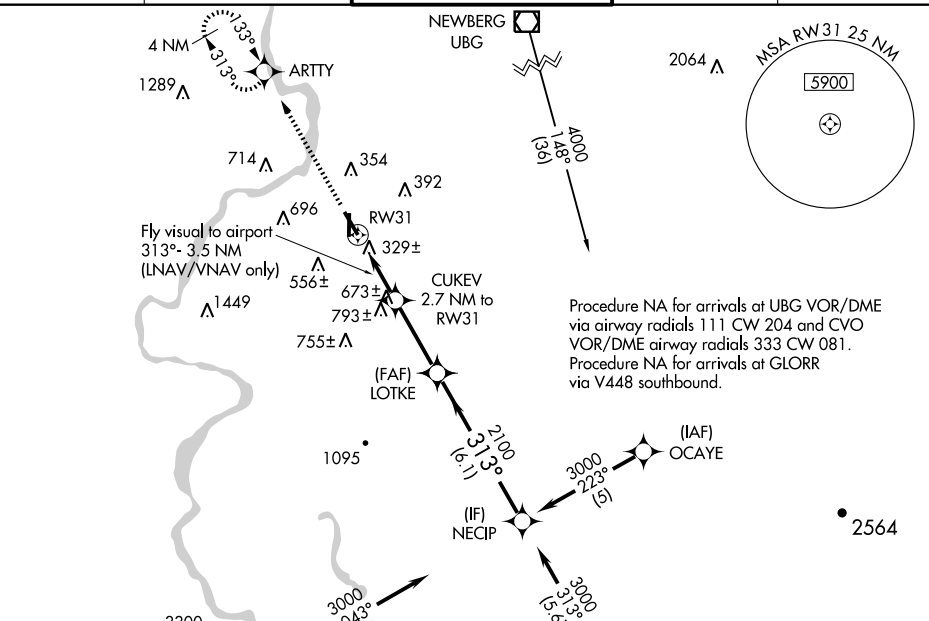 NEWBERG
UBG
MSA RW31 25 NM
5900
2064
4 NM
133°
313°
ARTTY
1289
4000
148°
(36)
714
354
392
696
RW31
Fly visual to airport
313°- 3.5 NM
(LNAV/VNAV only)
329±
556±
CUKEV
2.7 NM to
RW31
673±
793±
1449
755±
Procedure NA for arrivals at UBG VOR/DME
via airway radials 111 CW 204 and CVO
VOR/DME airway radials 333 CW 081.
Procedure NA for arrivals at GLORR
via V448 southbound.
(FAF)
LOTKE
2100
313°
(6.1)
1095
(IAF)
OCAYE
3000
223°
(5)
(IF)
NECIP
2564
3000
043°
3000
313°